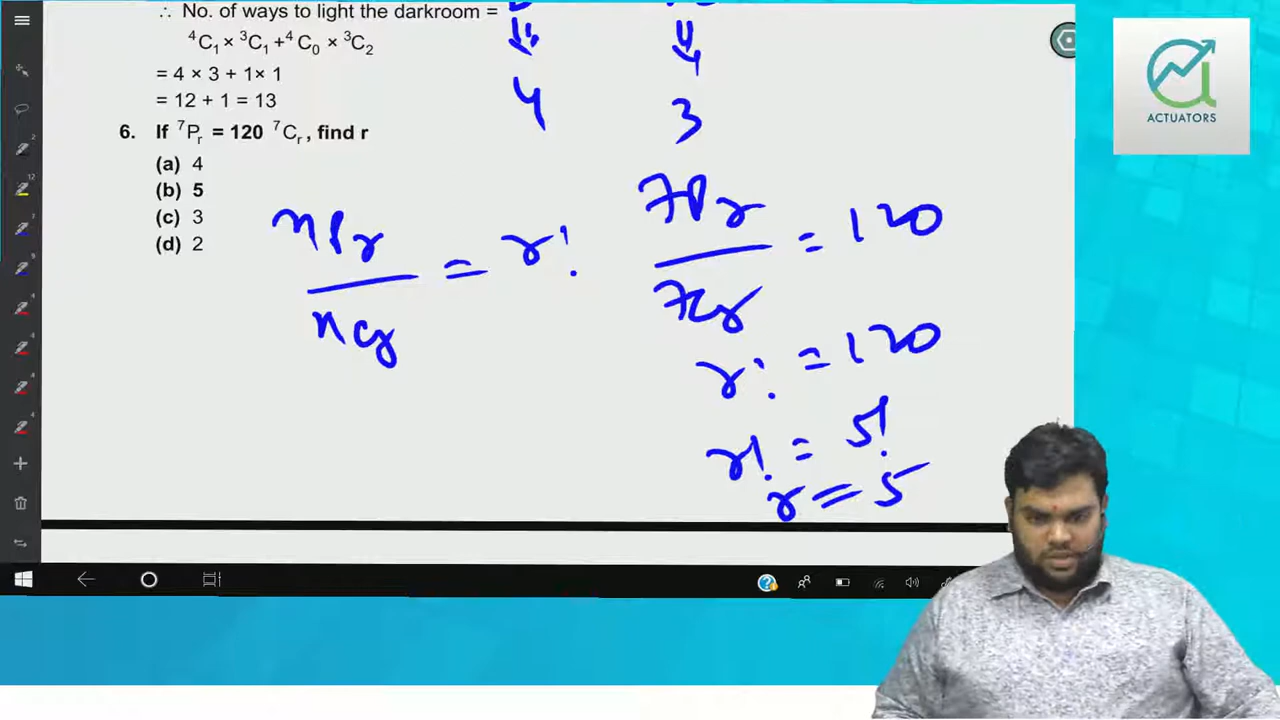 ∴ No. of ways to light the darkroom =
⁴C₁ × ³C₁ + ⁴C₀ × ³C₂
= 4 × 3 + 1× 1
= 12 + 1 = 13
4
3
6. If ⁷Pᵣ = 120 ⁷Cᵣ, find r
(a) 4
(b) 5
(c) 3
(d) 2
nPr
/
nCr
= r!
7Pr
/
7Cr
= 120
r! = 120
r! = 5!
r = 5
ACTUATORS